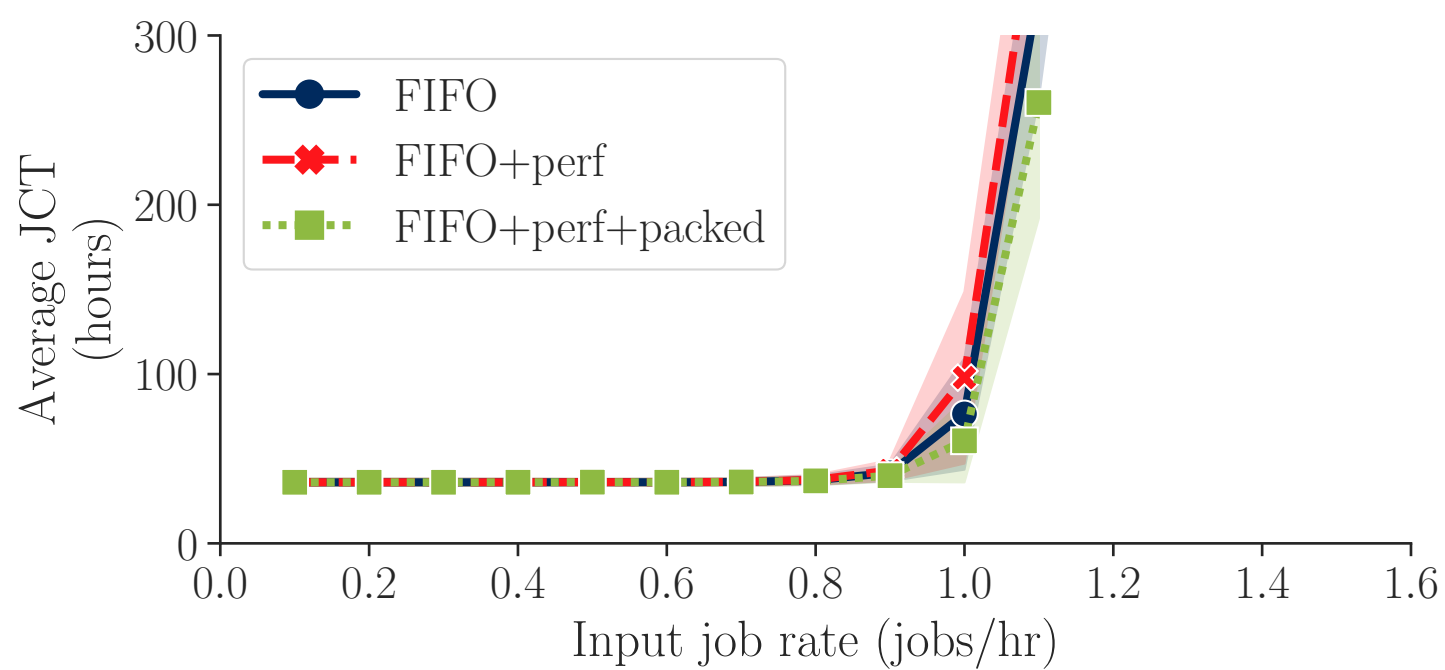 Average JCT
(hours)
300
200
100
0
FIFO
FIFO+perf
FIFO+perf+packed
0.0 0.2 0.4 0.6 0.8 1.0 1.2 1.4 1.6
Input job rate (jobs/hr)